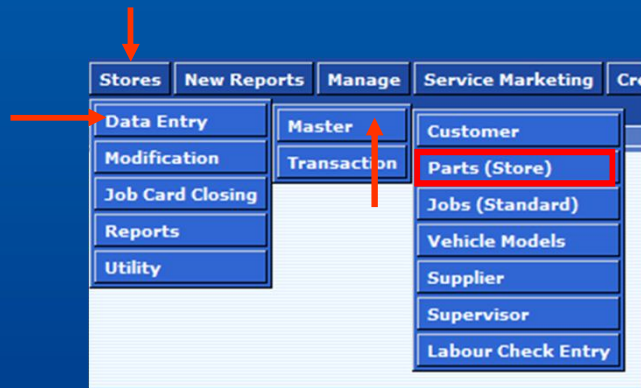 Stores New Reports Manage Service Marketing Cre
Data Entry
Modification
Job Card Closing
Reports
Utility
Master
Transaction
Customer
Parts (Store)
Jobs (Standard)
Vehicle Models
Supplier
Supervisor
Labour Check Entry